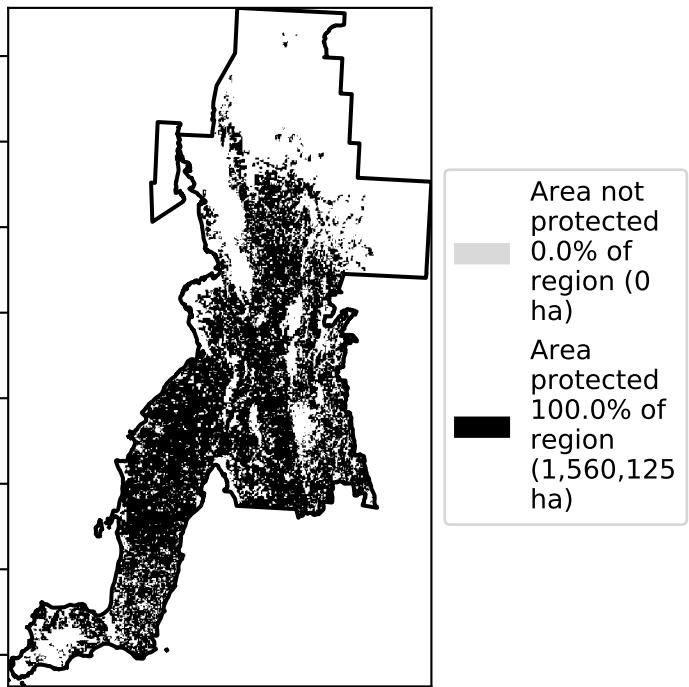 Area not
protected
0.0% of
region (0
ha)
Area
protected
100.0% of
region
(1,560,125
ha)